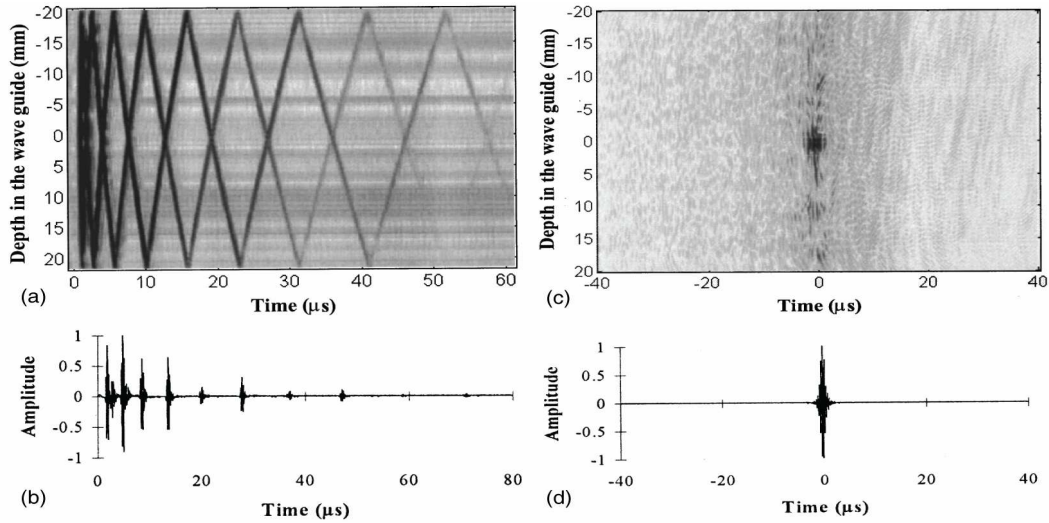 Depth in the wave guide (mm)
-20
-15
-10
-5
0
5
10
15
20
0 10 20 30 40 50 60
Time (μs)
(a)
Amplitude
1
0.5
0
-0.5
-1
0 20 40 60 80
Time (μs)
(b)
Depth in the wave guide (mm)
-20
-15
-10
-5
0
5
10
15
20
-40 -20 0 20 40
Time (μs)
(c)
Amplitude
1
0.5
0
-0.5
-1
-40 -20 0 20 40
Time (μs)
(d)